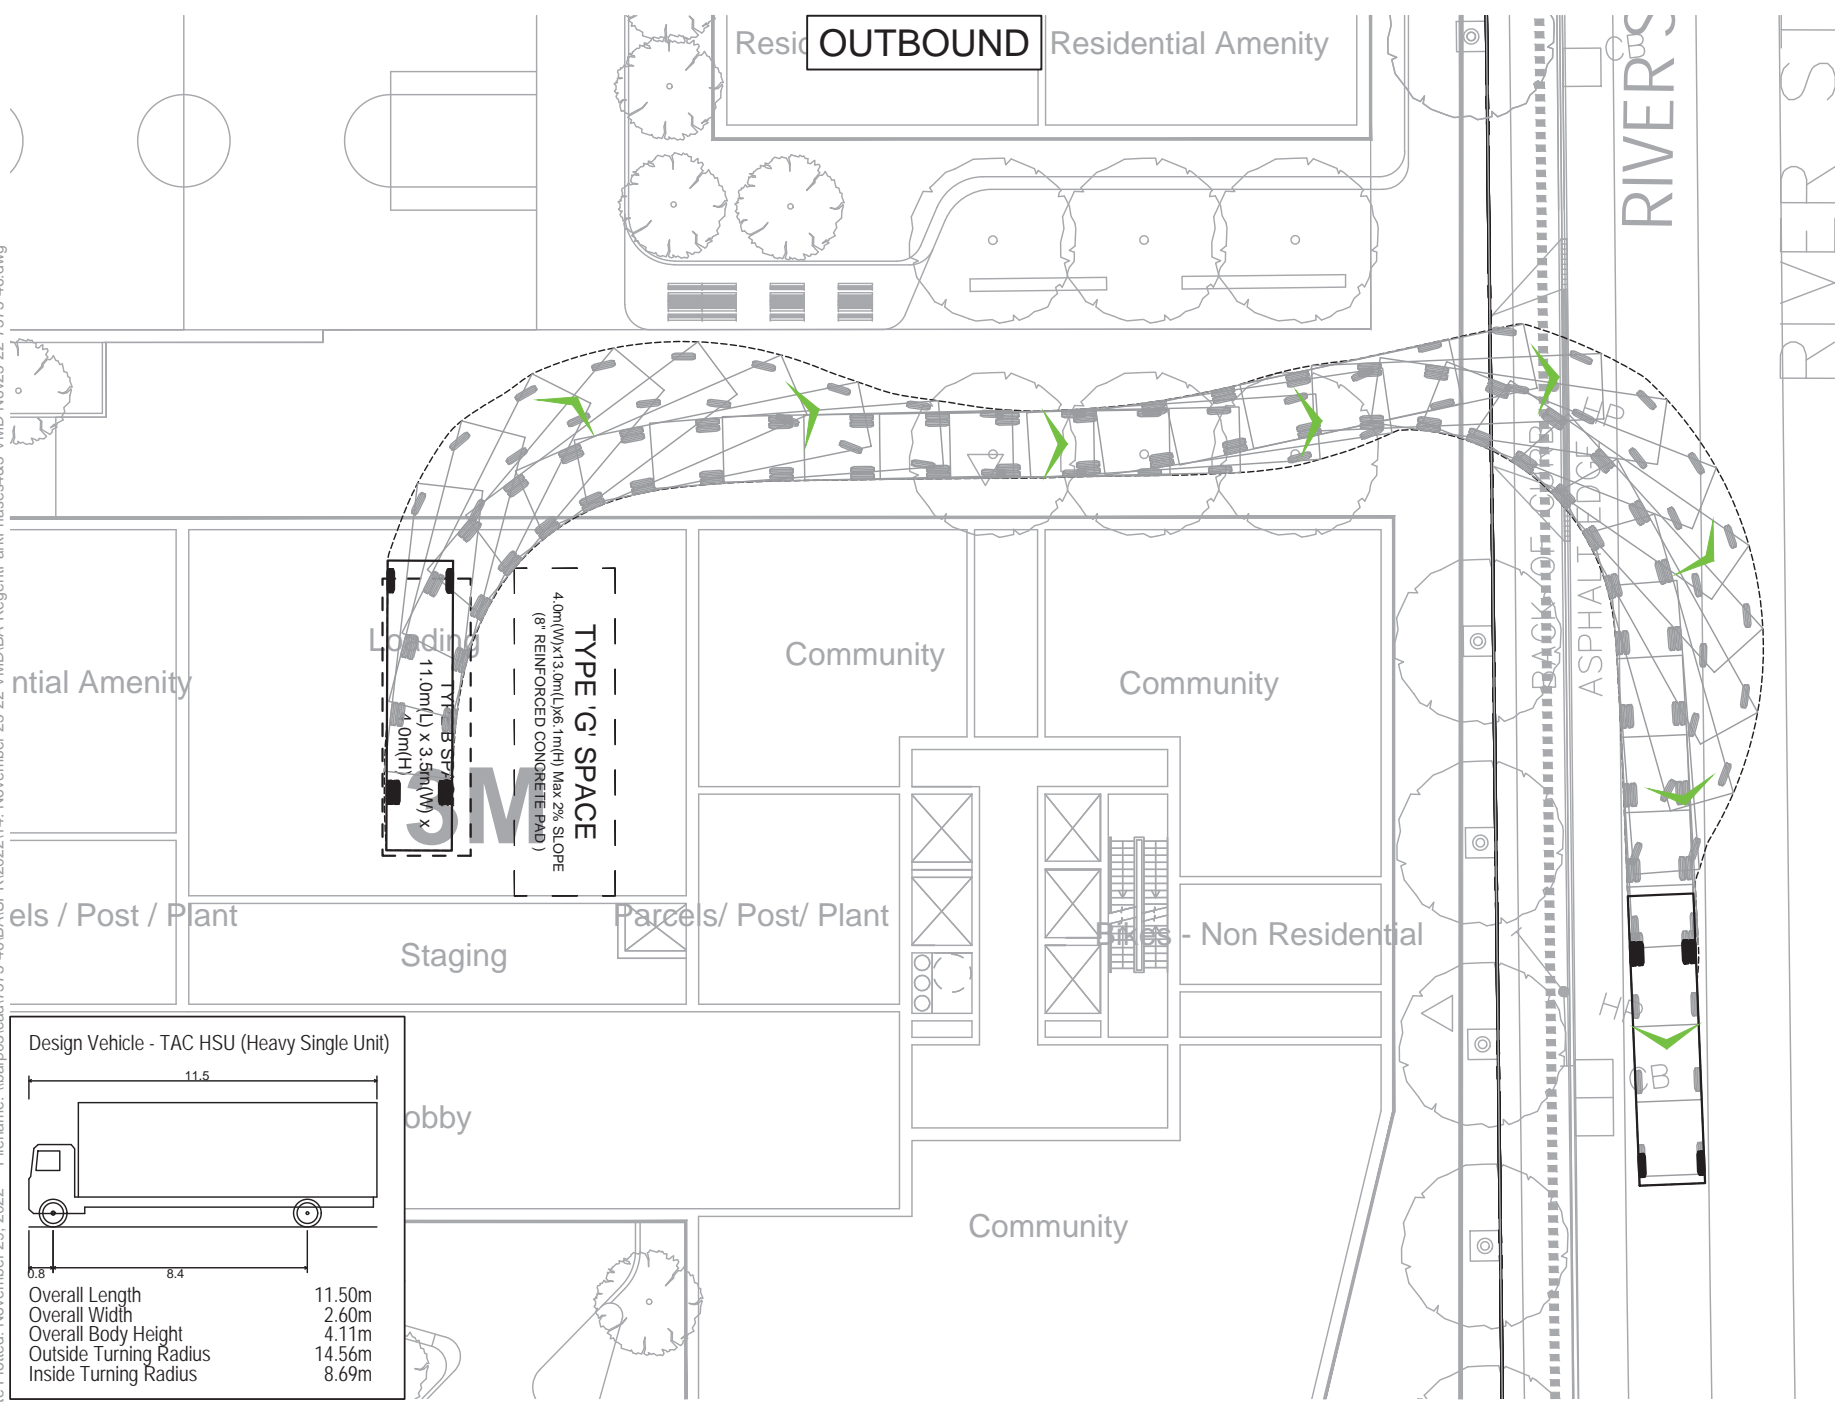 OUTBOUND
Residential Amenity
CB
RIVER S
RIVER ST
HP
BACK OF CURB
ASPHALT EDGE
Loading
TYPE 'G' SPACE
4.0m(W)x13.0m(L)x6.1m(H) Max 2% SLOPE
(8" REINFORCED CONCRETE PAD )
11.0m(L) x 3.5m(W) x
4.0m(H)
3M
ntial Amenity
Community
Community
els / Post / Plant
Parcels/ Post/ Plant
Staging
Bikes - Non Residential
HP
CB
obby
Community
Design Vehicle - TAC HSU (Heavy Single Unit)
11.5
0.8
8.4
Overall Length 11.50m
Overall Width 2.60m
Overall Body Height 4.11m
Outside Turning Radius 14.56m
Inside Turning Radius 8.69m